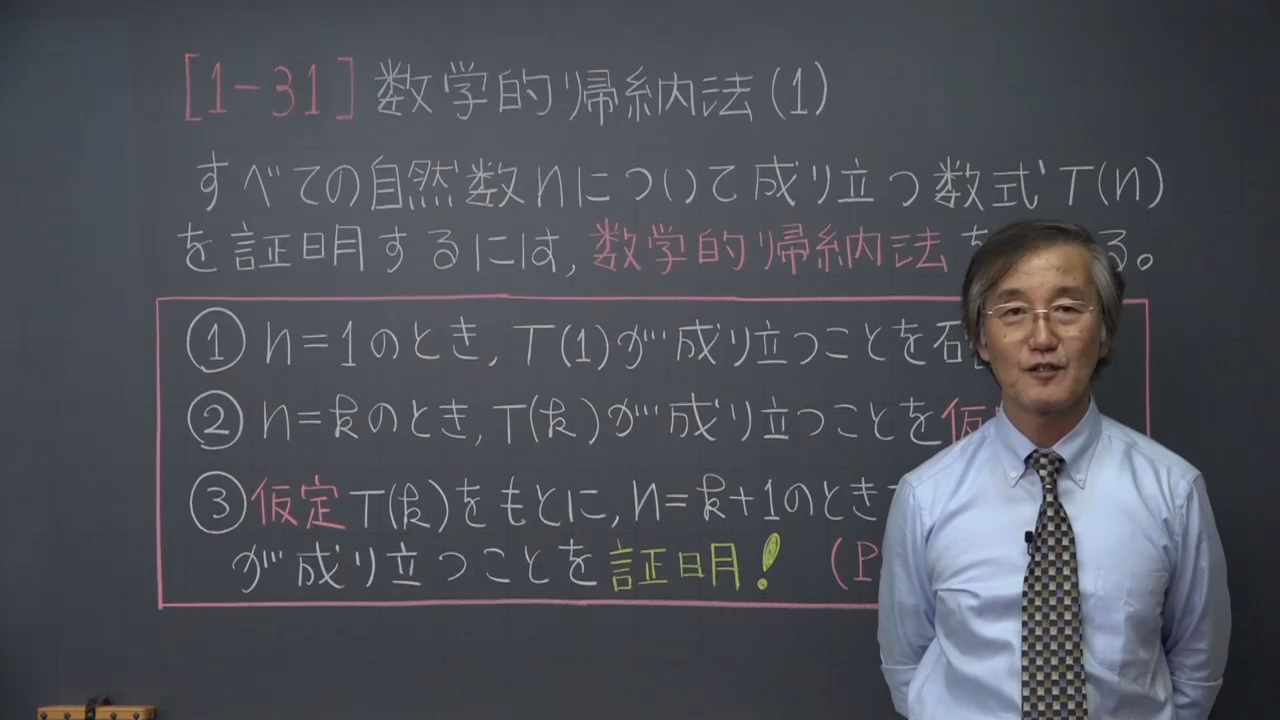 [1-31] 数学的帰納法(1)
すべての自然数nについて成り立つ数式T(n)
を証明するには,数学的帰納法を る。
① n=1のとき,T(1)が成り立つことを
② n=kのとき,T(k)が成り立つことを仮
③ 仮定T(k)をもとに,n=k+1のとき
が成り立つことを証明! (P